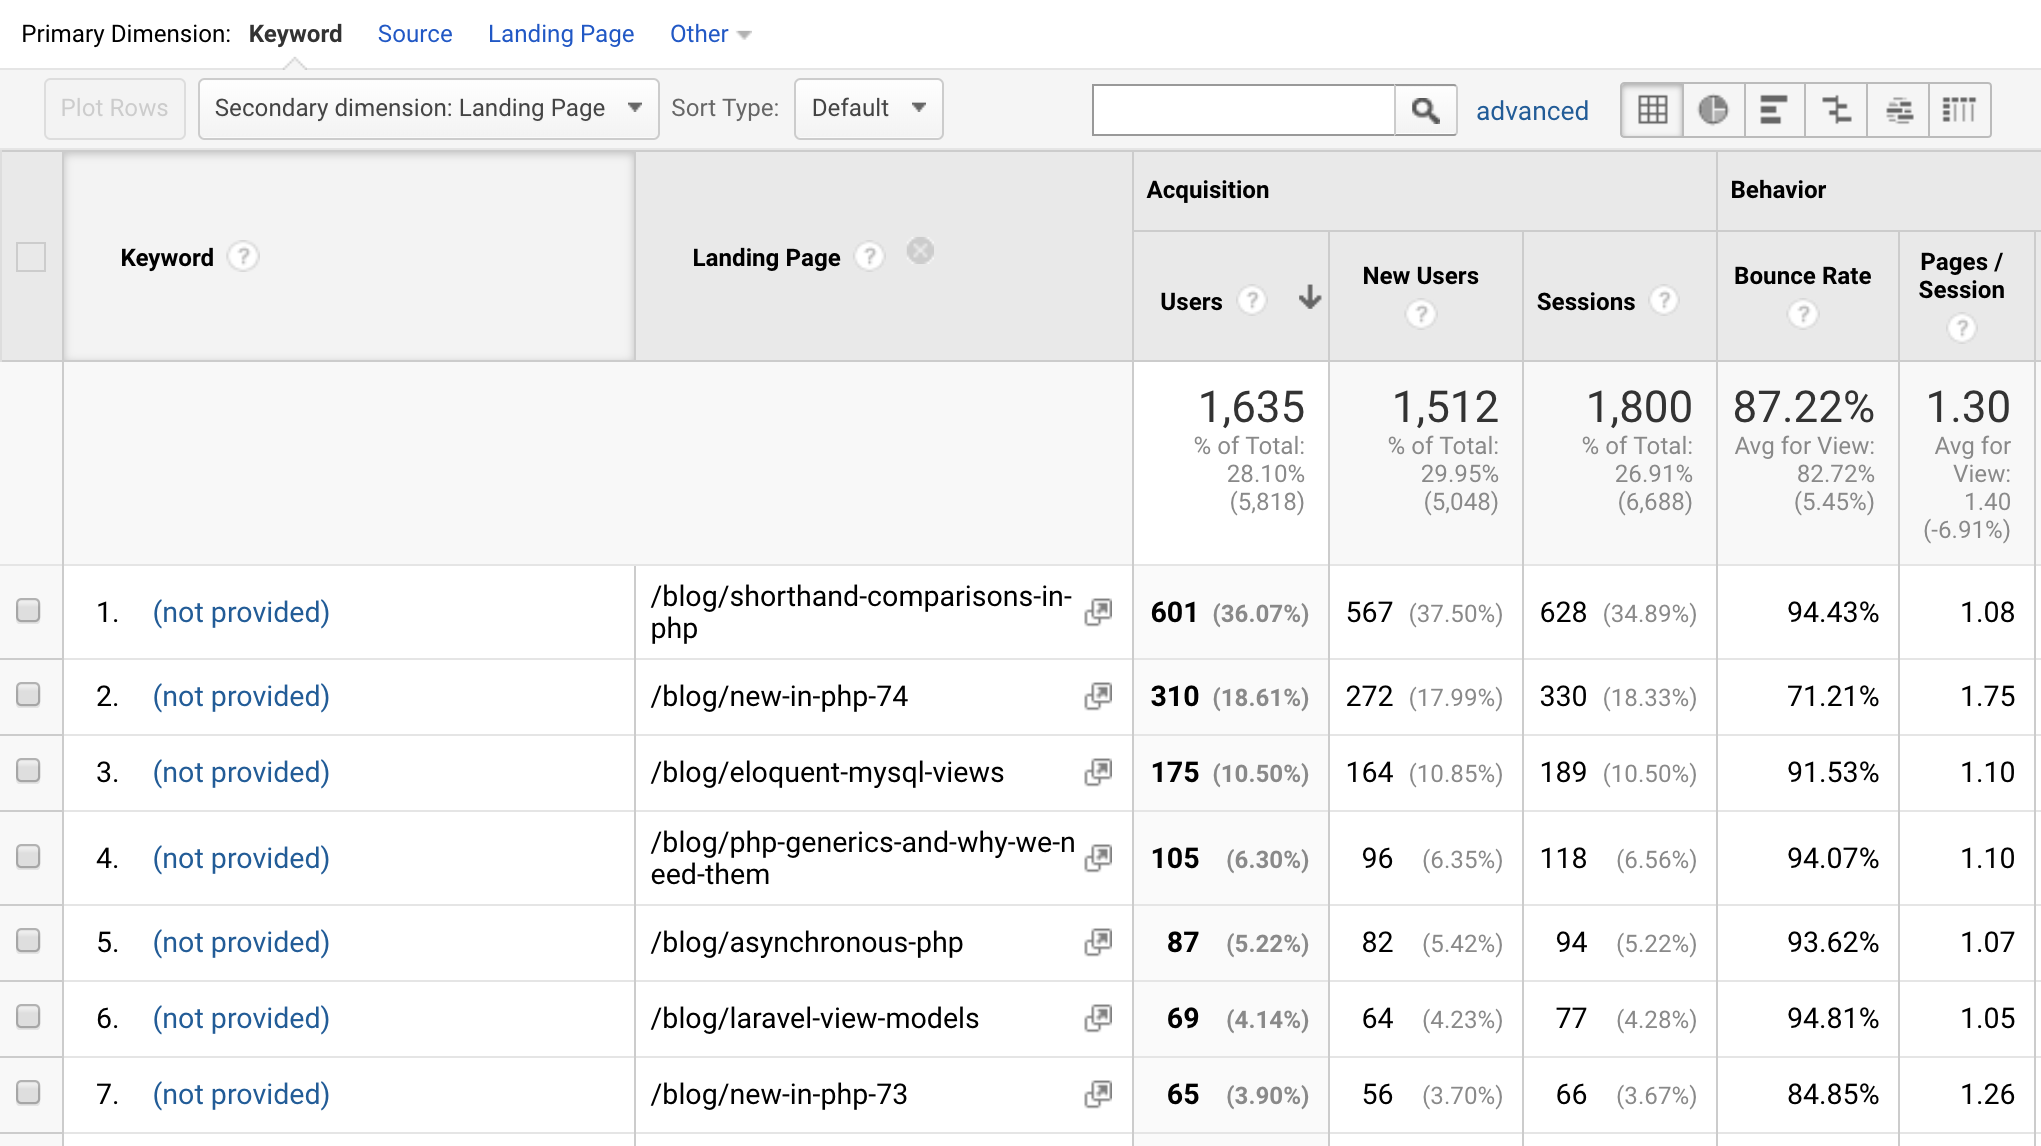 Primary Dimension: Keyword Source Landing Page Other
Plot Rows Secondary dimension: Landing Page Sort Type: Default advanced
Acquisition Behavior
Keyword ? Landing Page ? Users ? New Users ? Sessions ? Bounce Rate ? Pages / Session ?
1,635 1,512 1,800 87.22% 1.30
% of Total: % of Total: % of Total: Avg for View: Avg for
28.10% 29.95% 26.91% 82.72% View:
(5,818) (5,048) (6,688) (5.45%) 1.40
(-6.91%)
1. (not provided) /blog/shorthand-comparisons-in- 601 (36.07%) 567 (37.50%) 628 (34.89%) 94.43% 1.08
php
2. (not provided) /blog/new-in-php-74 310 (18.61%) 272 (17.99%) 330 (18.33%) 71.21% 1.75
3. (not provided) /blog/eloquent-mysql-views 175 (10.50%) 164 (10.85%) 189 (10.50%) 91.53% 1.10
4. (not provided) /blog/php-generics-and-why-we-n 105 (6.30%) 96 (6.35%) 118 (6.56%) 94.07% 1.10
eed-them
5. (not provided) /blog/asynchronous-php 87 (5.22%) 82 (5.42%) 94 (5.22%) 93.62% 1.07
6. (not provided) /blog/laravel-view-models 69 (4.14%) 64 (4.23%) 77 (4.28%) 94.81% 1.05
7. (not provided) /blog/new-in-php-73 65 (3.90%) 56 (3.70%) 66 (3.67%) 84.85% 1.26